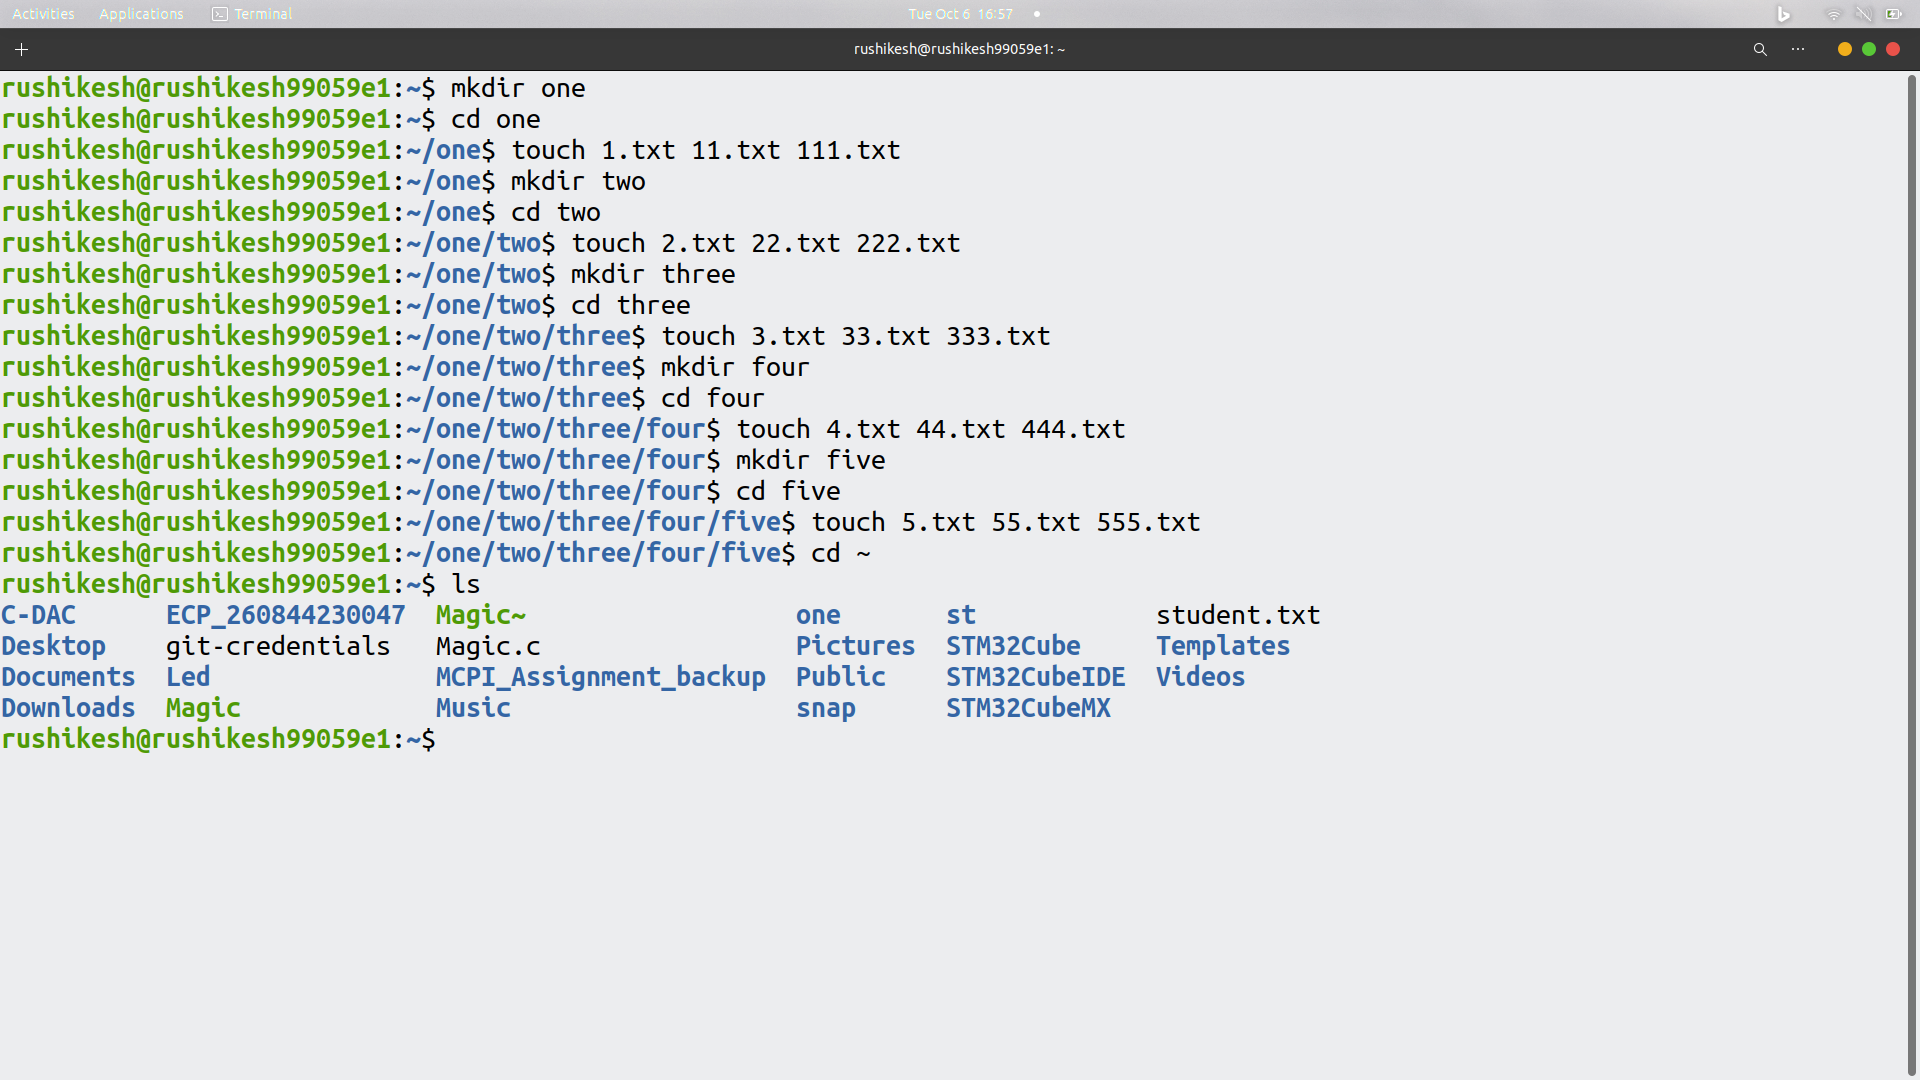 Activities Applications Terminal Tue Oct 6 16:57
rushikesh@rushikesh99059e1: ~
rushikesh@rushikesh99059e1:~$ mkdir one
rushikesh@rushikesh99059e1:~$ cd one
rushikesh@rushikesh99059e1:~/one$ touch 1.txt 11.txt 111.txt
rushikesh@rushikesh99059e1:~/one$ mkdir two
rushikesh@rushikesh99059e1:~/one$ cd two
rushikesh@rushikesh99059e1:~/one/two$ touch 2.txt 22.txt 222.txt
rushikesh@rushikesh99059e1:~/one/two$ mkdir three
rushikesh@rushikesh99059e1:~/one/two$ cd three
rushikesh@rushikesh99059e1:~/one/two/three$ touch 3.txt 33.txt 333.txt
rushikesh@rushikesh99059e1:~/one/two/three$ mkdir four
rushikesh@rushikesh99059e1:~/one/two/three$ cd four
rushikesh@rushikesh99059e1:~/one/two/three/four$ touch 4.txt 44.txt 444.txt
rushikesh@rushikesh99059e1:~/one/two/three/four$ mkdir five
rushikesh@rushikesh99059e1:~/one/two/three/four$ cd five
rushikesh@rushikesh99059e1:~/one/two/three/four/five$ touch 5.txt 55.txt 555.txt
rushikesh@rushikesh99059e1:~/one/two/three/four/five$ cd ~
rushikesh@rushikesh99059e1:~$ ls
C-DAC ECP_260844230047 Magic~ one st student.txt
Desktop git-credentials Magic.c Pictures STM32Cube Templates
Documents Led MCPI_Assignment_backup Public STM32CubeIDE Videos
Downloads Magic Music snap STM32CubeMX
rushikesh@rushikesh99059e1:~$